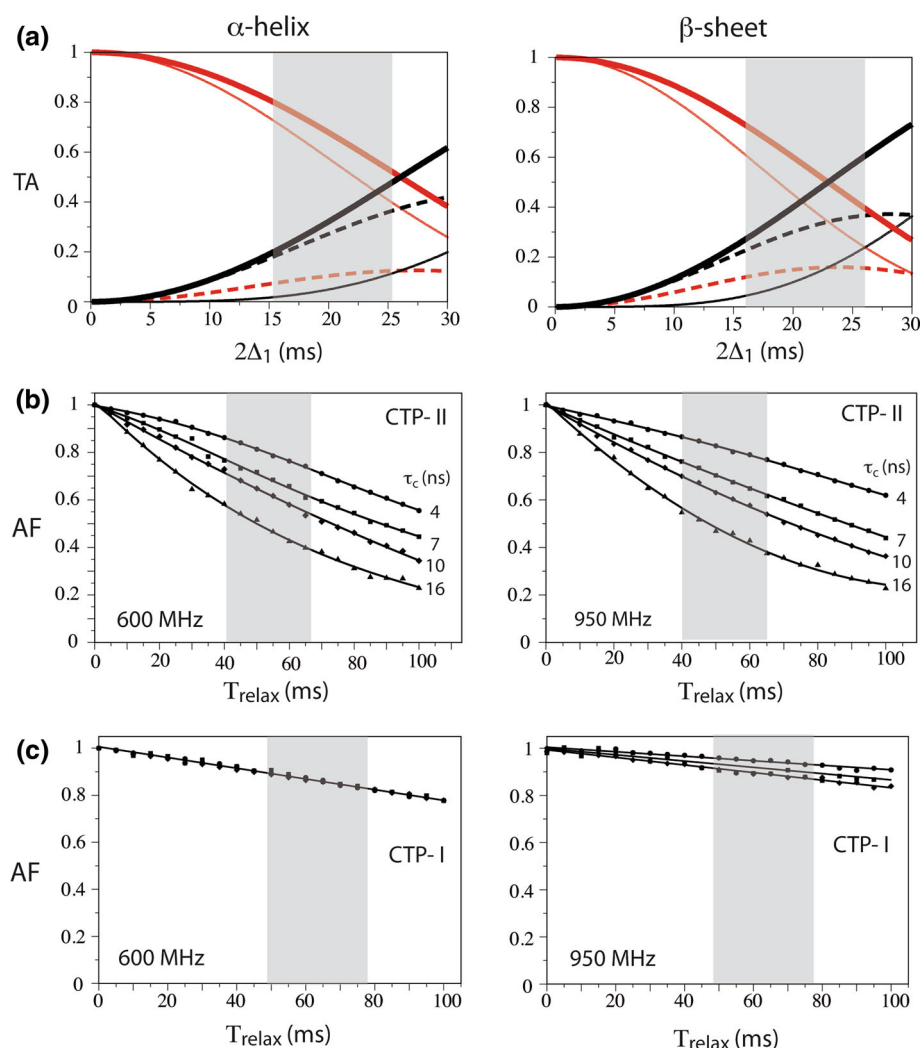 (a)
α-helix
β-sheet
TA
1
0.8
0.6
0.4
0.2
0
0 5 10 15 20 25 30
2Δ1 (ms)
1
0.8
0.6
0.4
0.2
0
0 5 10 15 20 25 30
2Δ1 (ms)
(b)
AF
1
0.8
0.6
0.4
0.2
0
CTP- II
τc (ns)
4
7
10
16
600 MHz
0 20 40 60 80 100
Trelax (ms)
1
0.8
0.6
0.4
0.2
0
CTP- II
τc (ns)
4
7
10
16
950 MHz
0 20 40 60 80 100
Trelax (ms)
(c)
AF
1
0.8
0.6
0.4
0.2
0
CTP- I
600 MHz
0 20 40 60 80 100
Trelax (ms)
1
0.8
0.6
0.4
0.2
0
CTP- I
950 MHz
0 20 40 60 80 100
Trelax (ms)